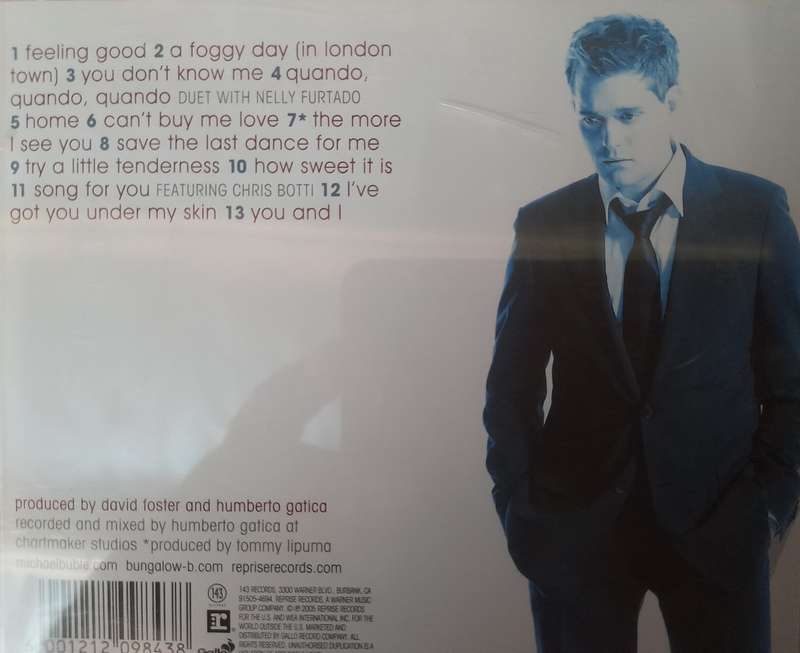 1 feeling good 2 a foggy day (in london
town) 3 you don't know me 4 quando,
quando, quando DUET WITH NELLY FURTADO
5 home 6 can't buy me love 7* the more
I see you 8 save the last dance for me
9 try a little tenderness 10 how sweet it is
11 song for you FEATURING CHRIS BOTTI 12 I've
got you under my skin 13 you and I
produced by david foster and humberto gatica
recorded and mixed by humberto gatica at
chartmaker studios *produced by tommy lipuma
michaelbuble.com bungalow-b.com repriserecords.com
143
143 RECORDS, 3300 WARNER BLVD., BURBANK, CA
91505-4694. REPRISE RECORDS, A WARNER MUSIC
GROUP COMPANY. © ℗ 2005 REPRISE RECORDS
FOR THE U.S. AND WEA INTERNATIONAL INC. FOR THE
WORLD OUTSIDE THE U.S. MARKETED AND
DISTRIBUTED BY GALLO RECORD COMPANY. ALL
RIGHTS RESERVED. UNAUTHORISED DUPLICATION IS A
001212 098438